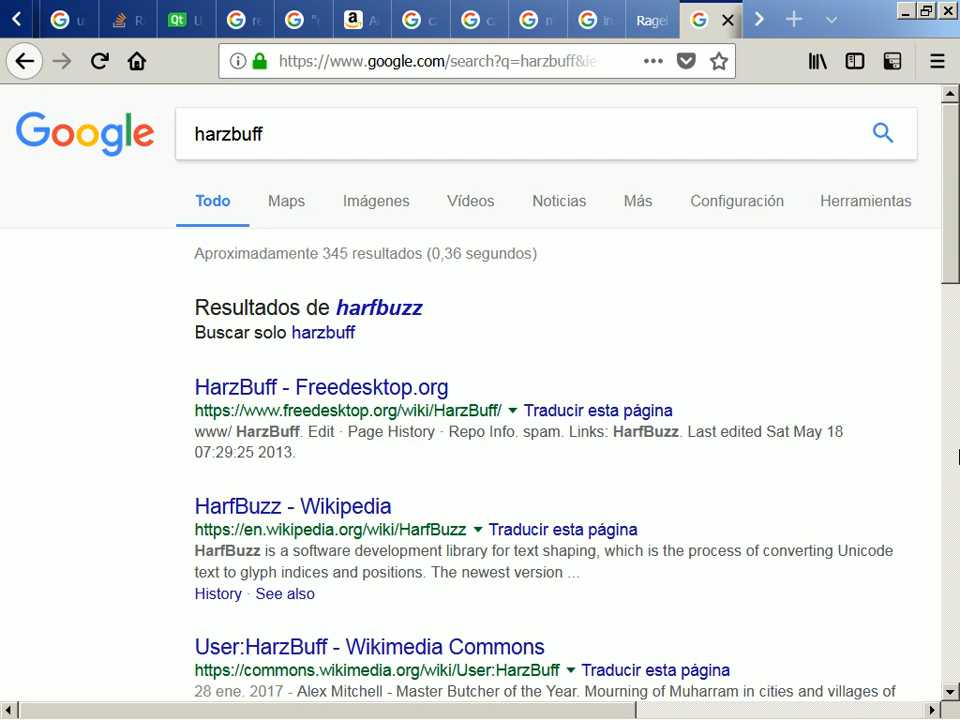 Qt
Ragel
https://www.google.com/search?q=harzbuff&ie=
Google
harzbuff
Todo Maps Imágenes Vídeos Noticias Más Configuración Herramientas
Aproximadamente 345 resultados (0,36 segundos)
Resultados de harfbuzz
Buscar solo harzbuff
HarzBuff - Freedesktop.org
https://www.freedesktop.org/wiki/HarzBuff/ Traducir esta página
www/ HarzBuff. Edit · Page History · Repo Info. spam. Links: HarfBuzz. Last edited Sat May 18
07:29:25 2013.
HarfBuzz - Wikipedia
https://en.wikipedia.org/wiki/HarfBuzz Traducir esta página
HarfBuzz is a software development library for text shaping, which is the process of converting Unicode
text to glyph indices and positions. The newest version ...
History · See also
User:HarzBuff - Wikimedia Commons
https://commons.wikimedia.org/wiki/User:HarzBuff Traducir esta página
28 ene. 2017 - Alex Mitchell - Master Butcher of the Year. Mourning of Muharram in cities and villages of